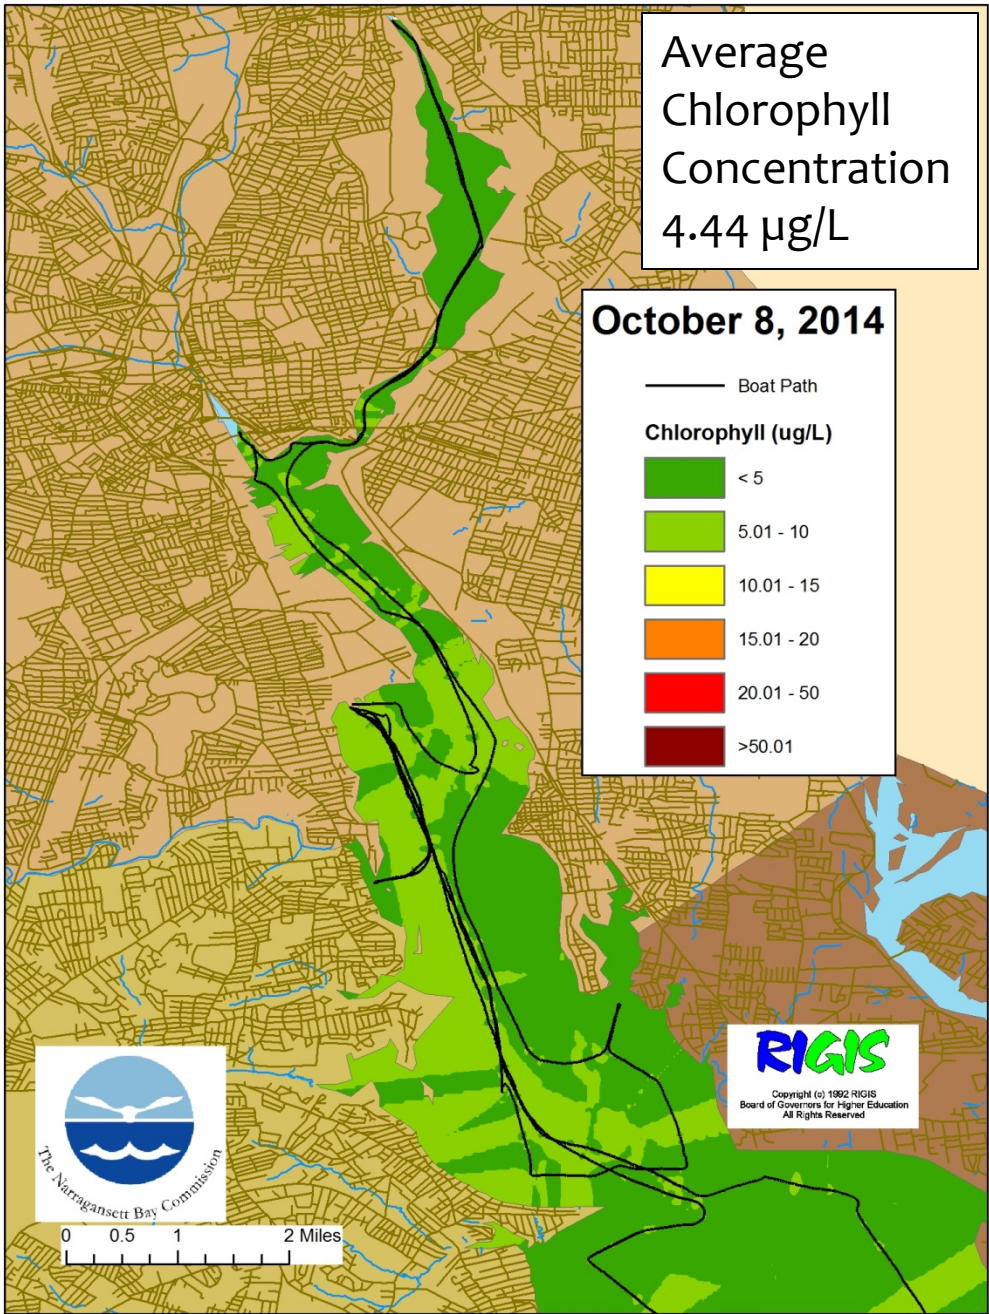 Average
Chlorophyll
Concentration
4.44 µg/L
October 8, 2014
Boat Path
Chlorophyll (ug/L)
< 5
5.01 - 10
10.01 - 15
15.01 - 20
20.01 - 50
>50.01
RIGIS
Copyright (c) 1992 RIGIS
Board of Governors for Higher Education
All Rights Reserved
The Narragansett Bay Commission
0 0.5 1 2 Miles